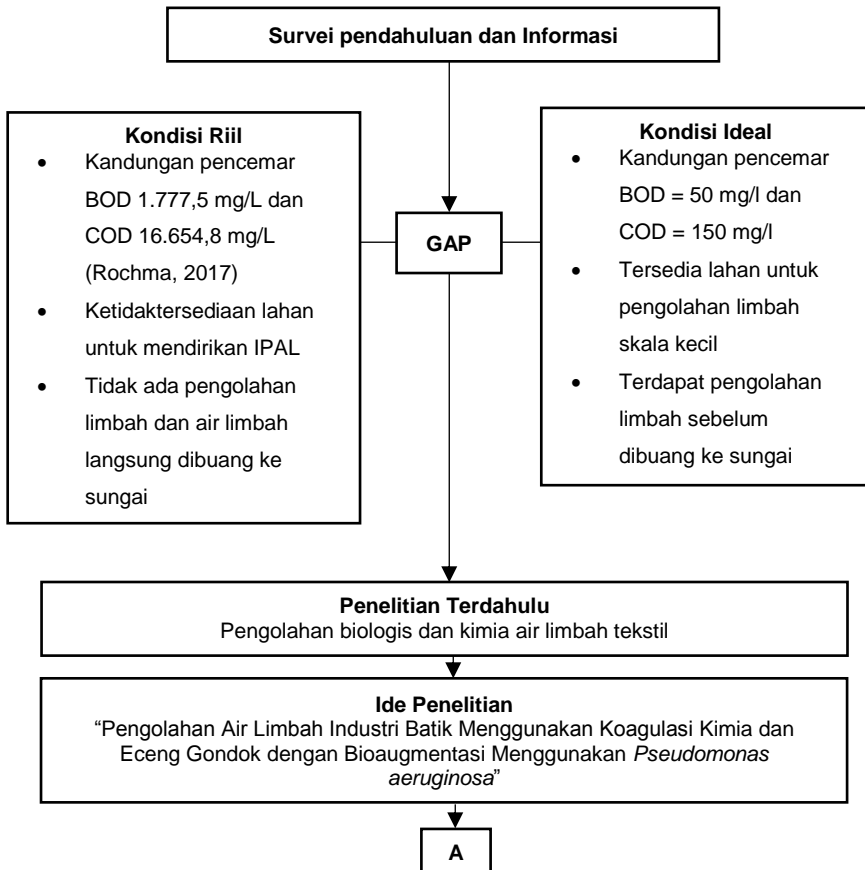 Survei pendahuluan dan Informasi
Kondisi Riil
• Kandungan pencemar
BOD 1.777,5 mg/L dan
COD 16.654,8 mg/L
(Rochma, 2017)
• Ketidaktersediaan lahan
untuk mendirikan IPAL
• Tidak ada pengolahan
limbah dan air limbah
langsung dibuang ke
sungai
GAP
Kondisi Ideal
• Kandungan pencemar
BOD = 50 mg/l dan
COD = 150 mg/l
• Tersedia lahan untuk
pengolahan limbah
skala kecil
• Terdapat pengolahan
limbah sebelum
dibuang ke sungai
Penelitian Terdahulu
Pengolahan biologis dan kimia air limbah tekstil
Ide Penelitian
“Pengolahan Air Limbah Industri Batik Menggunakan Koagulasi Kimia dan
Eceng Gondok dengan Bioaugmentasi Menggunakan Pseudomonas
aeruginosa”
A